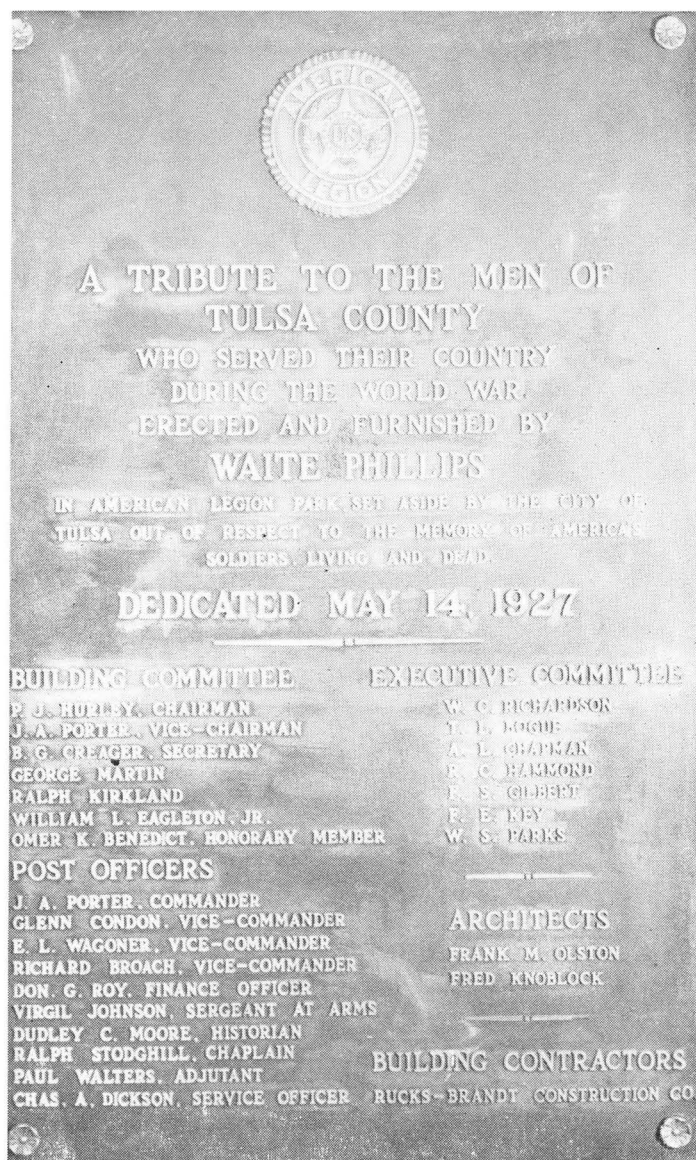 AMERICAN
U.S.
LEGION
A TRIBUTE TO THE MEN OF
TULSA COUNTY
WHO SERVED THEIR COUNTRY
DURING THE WORLD WAR
ERECTED AND FURNISHED BY
WAITE PHILLIPS
IN AMERICAN LEGION PARK SET ASIDE BY THE CITY OF
TULSA OUT OF RESPECT TO THE MEMORY OF AMERICA'S
SOLDIERS, LIVING AND DEAD.
DEDICATED MAY 14, 1927
BUILDING COMMITTEE
P. J. HURLEY, CHAIRMAN
J. A. PORTER, VICE-CHAIRMAN
B. G. CREAGER, SECRETARY
GEORGE MARTIN
RALPH KIRKLAND
WILLIAM L. EAGLETON, JR.
OMER K. BENEDICT, HONORARY MEMBER
POST OFFICERS
J. A. PORTER, COMMANDER
GLENN CONDON, VICE-COMMANDER
E. L. WAGONER, VICE-COMMANDER
RICHARD BROACH, VICE-COMMANDER
DON. G. ROY, FINANCE OFFICER
VIRGIL JOHNSON, SERGEANT AT ARMS
DUDLEY C. MOORE, HISTORIAN
RALPH STODGHILL, CHAPLAIN
PAUL WALTERS, ADJUTANT
CHAS. A. DICKSON, SERVICE OFFICER
EXECUTIVE COMMITTEE
W. C. RICHARDSON
LOGUE
A. L. CHAPMAN
R. C. HAMMOND
S. GILBERT
F. E. KEY
W. S. PARKS
ARCHITECTS
FRANK M. OLSTON
FRED KNOBLOCK
BUILDING CONTRACTORS
RUCKS-BRANDT CONSTRUCTION CO.